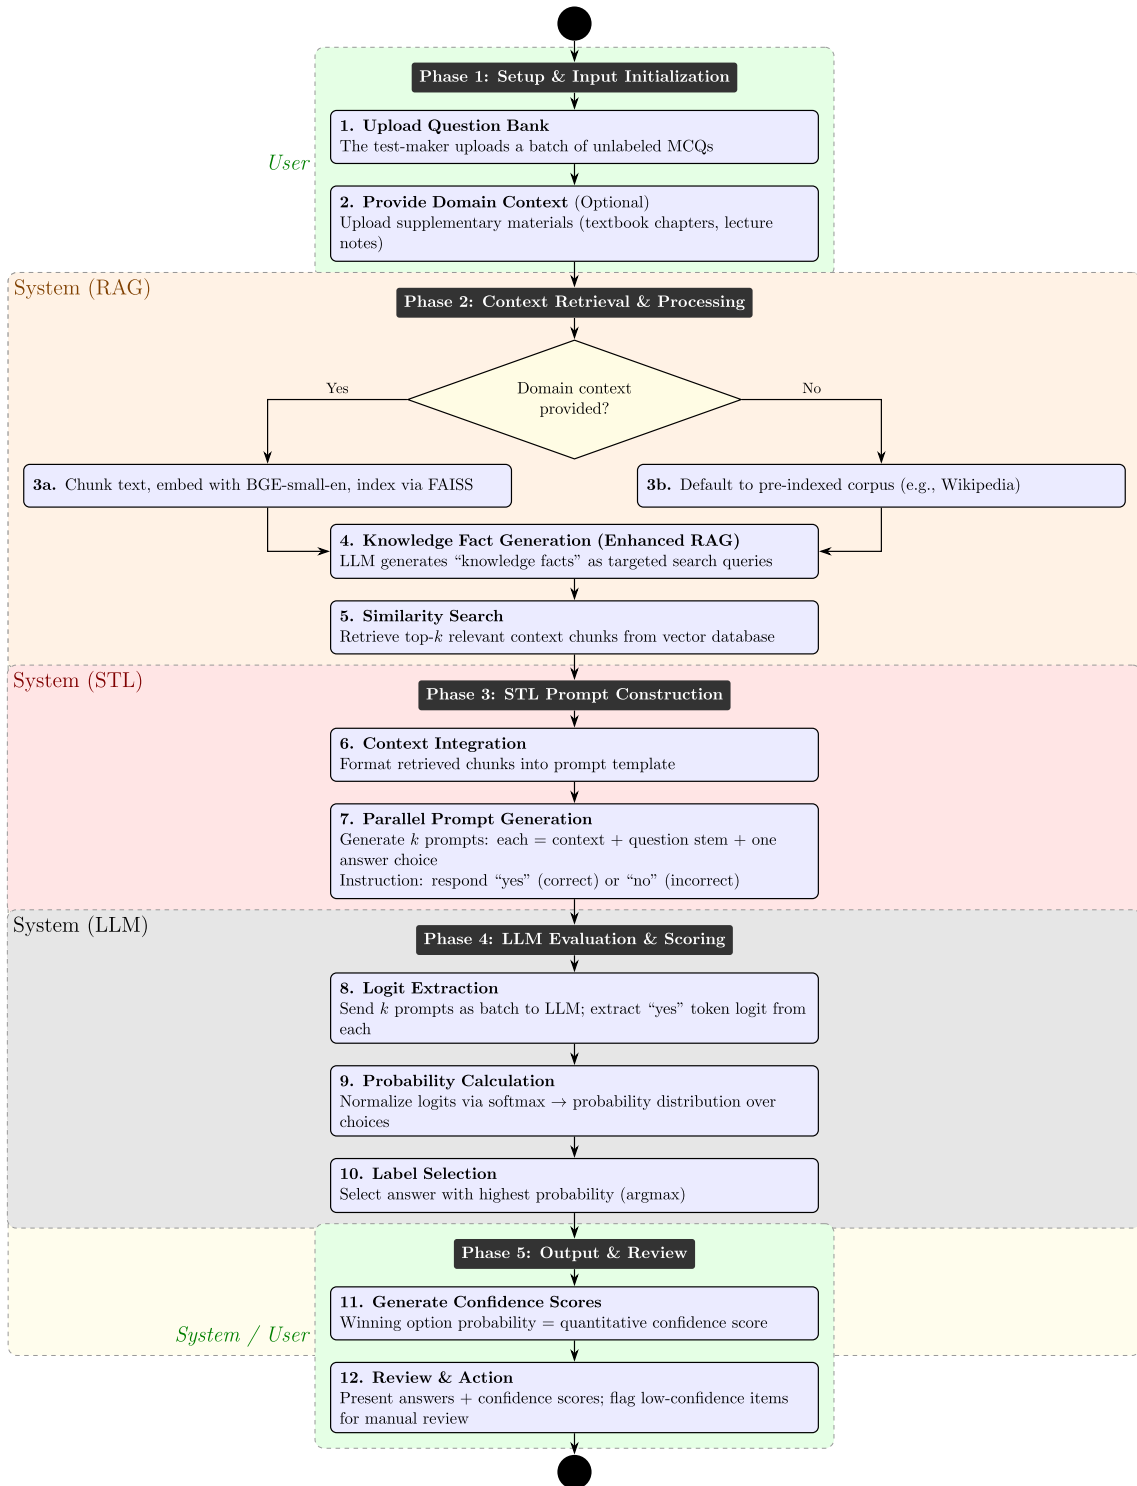 Phase 1: Setup & Input Initialization
1. Upload Question Bank
The test-maker uploads a batch of unlabeled MCQs
User
2. Provide Domain Context (Optional)
Upload supplementary materials (textbook chapters, lecture
notes)
System (RAG)
Phase 2: Context Retrieval & Processing
Domain context
provided?
Yes
No
3a. Chunk text, embed with BGE-small-en, index via FAISS
3b. Default to pre-indexed corpus (e.g., Wikipedia)
4. Knowledge Fact Generation (Enhanced RAG)
LLM generates “knowledge facts” as targeted search queries
5. Similarity Search
Retrieve top-k relevant context chunks from vector database
System (STL)
Phase 3: STL Prompt Construction
6. Context Integration
Format retrieved chunks into prompt template
7. Parallel Prompt Generation
Generate k prompts: each = context + question stem + one
answer choice
Instruction: respond “yes” (correct) or “no” (incorrect)
System (LLM)
Phase 4: LLM Evaluation & Scoring
8. Logit Extraction
Send k prompts as batch to LLM; extract “yes” token logit from
each
9. Probability Calculation
Normalize logits via softmax → probability distribution over
choices
10. Label Selection
Select answer with highest probability (argmax)
Phase 5: Output & Review
11. Generate Confidence Scores
Winning option probability = quantitative confidence score
System / User
12. Review & Action
Present answers + confidence scores; flag low-confidence items
for manual review